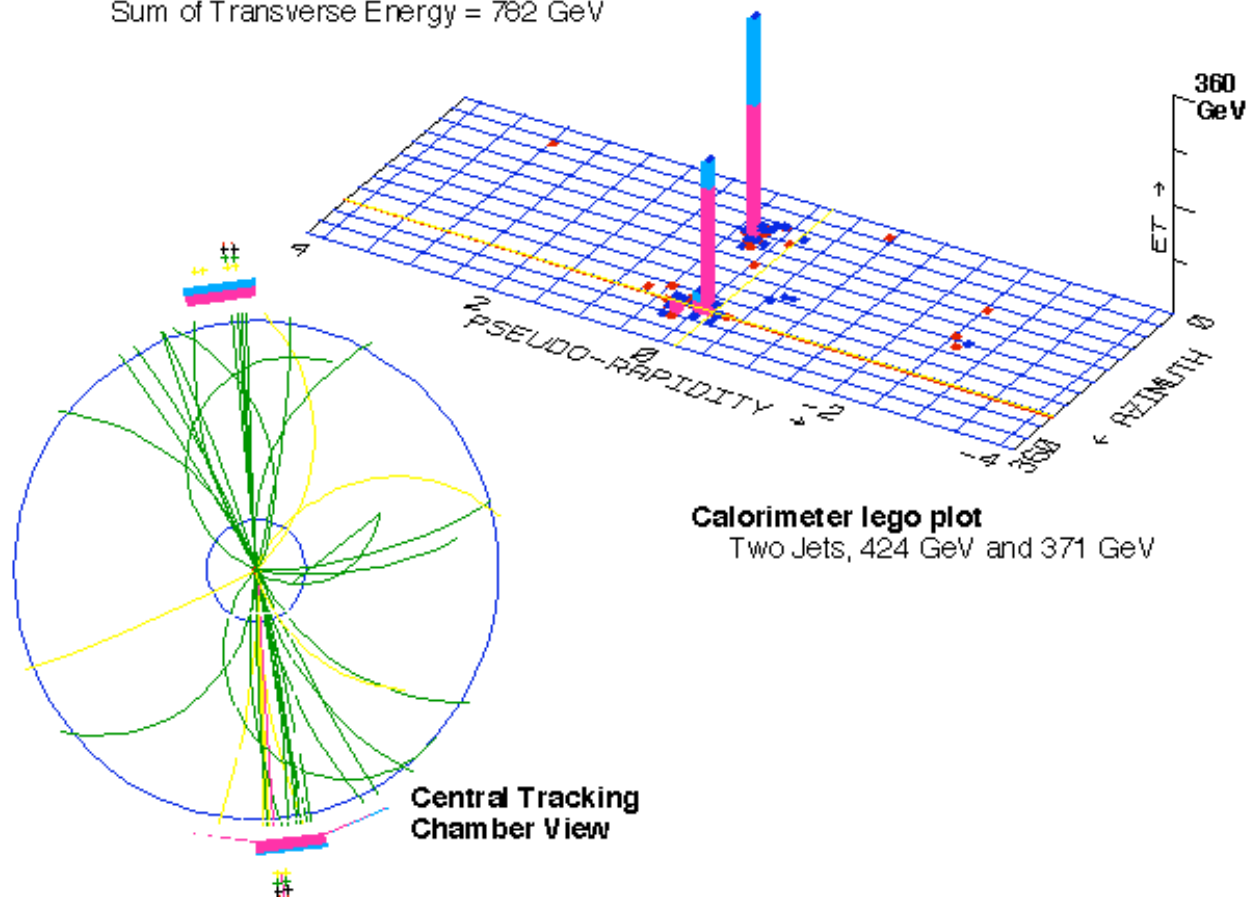 Sum of Transverse Energy = 782 GeV
360
GeV
ET →
4
2
0
-2
-4
PSEUDO-RAPIDITY →
360
← AZIMUTH
0
Calorimeter lego plot
Two Jets, 424 GeV and 371 GeV
Central Tracking
Chamber View